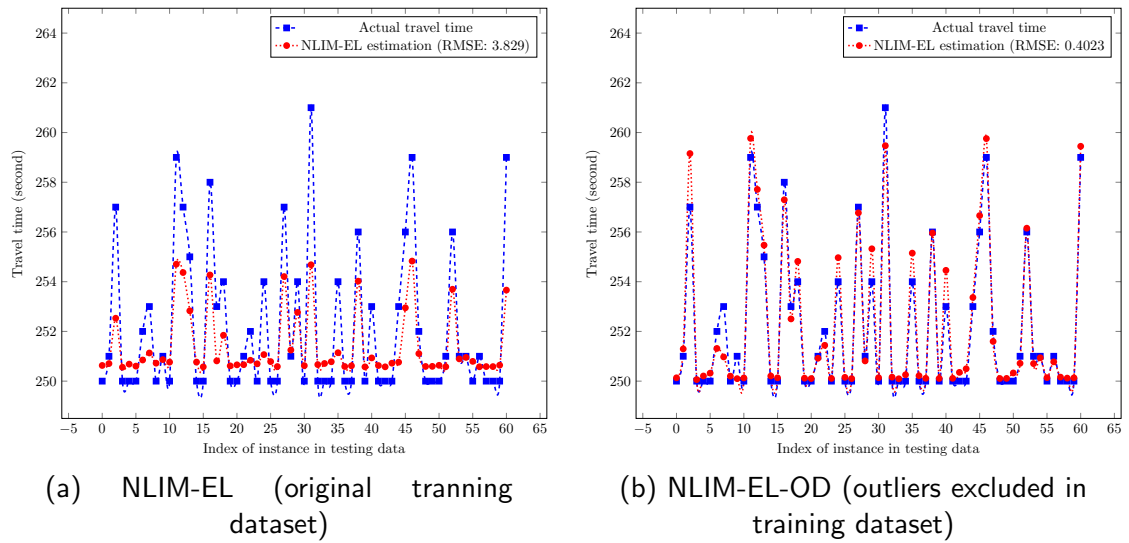 264
262
260
258
256
254
252
250
Travel time (second)
−5 0 5 10 15 20 25 30 35 40 45 50 55 60 65
Index of instance in testing data
Actual travel time
NLIM-EL estimation (RMSE: 3.829)
(a) NLIM-EL (original tranning
dataset)
264
262
260
258
256
254
252
250
Travel time (second)
−5 0 5 10 15 20 25 30 35 40 45 50 55 60 65
Index of instance in testing data
Actual travel time
NLIM-EL estimation (RMSE: 0.4023
(b) NLIM-EL-OD (outliers excluded in
training dataset)